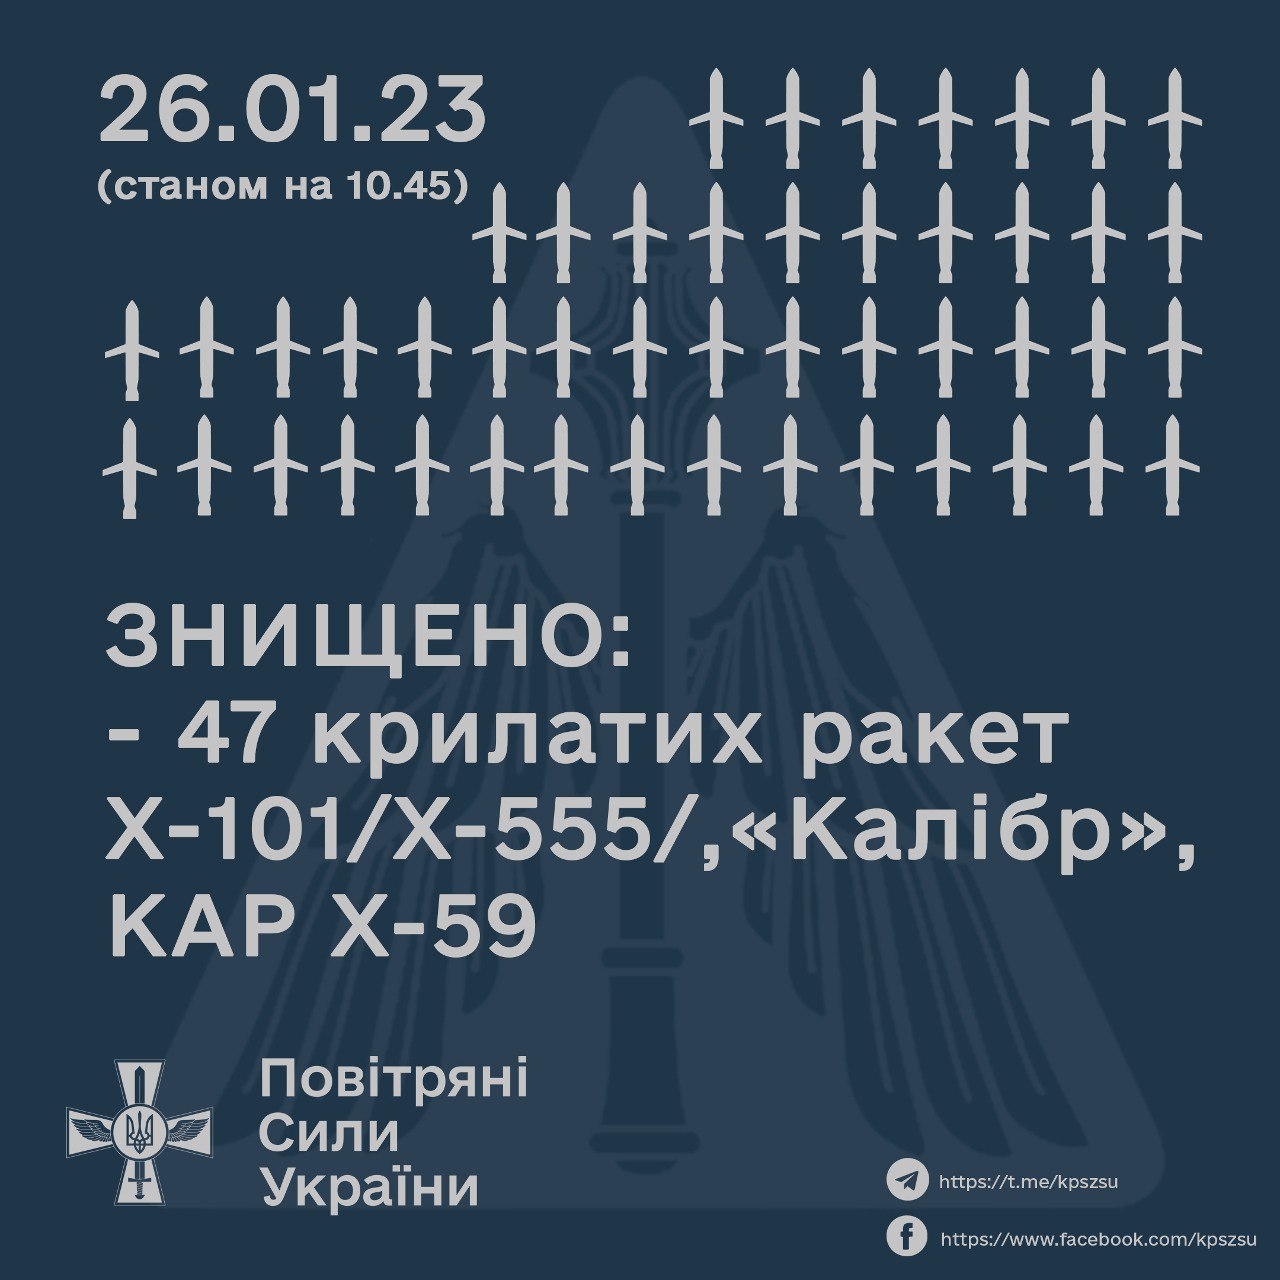 26.01.23
(станом на 10.45)
ЗНИЩЕНО:
- 47 крилатих ракет
Х-101/Х-555/,«Калібр»,
КАР Х-59
Повітряні
Сили
України
https://t.me/kpszsu
https://www.facebook.com/kpszsu